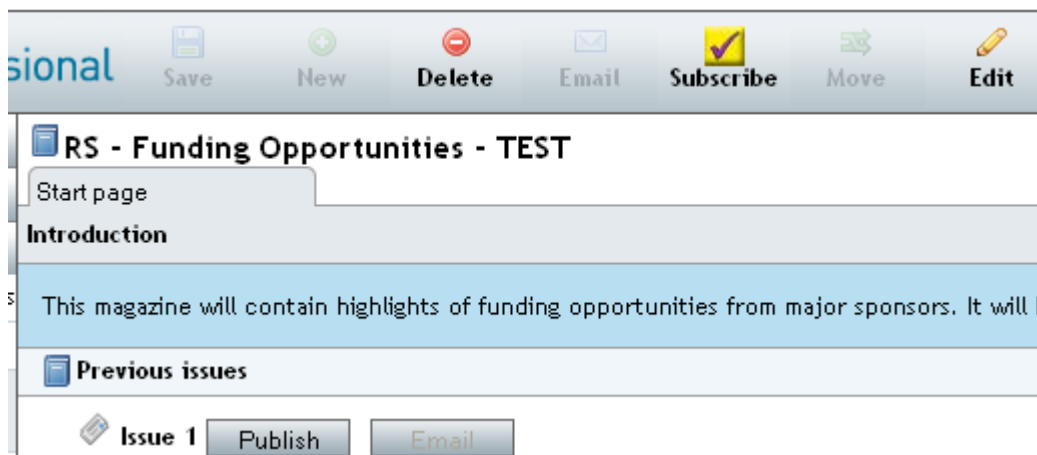 sional
Save New Delete Email Subscribe Move Edit
RS - Funding Opportunities - TEST
Start page
Introduction
This magazine will contain highlights of funding opportunities from major sponsors. It will
Previous issues
Issue 1 Publish Email